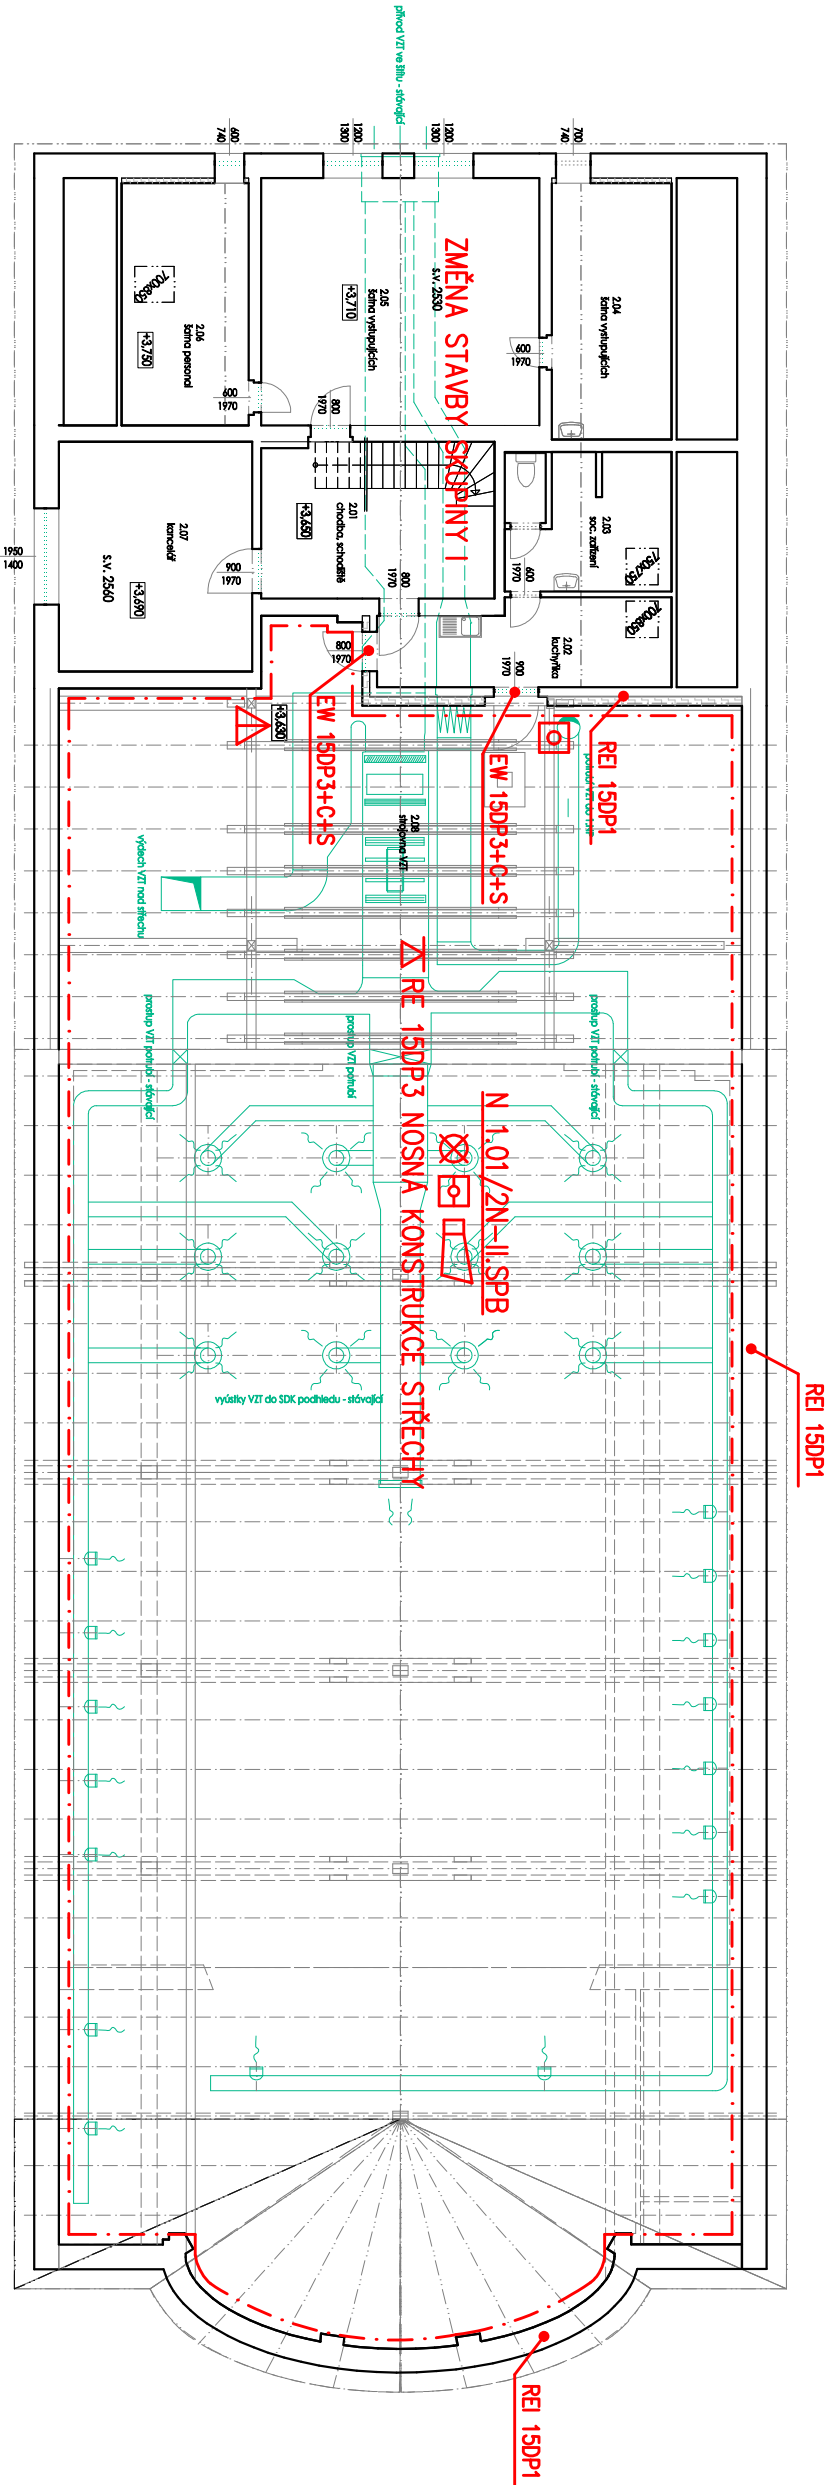 přívod VZT ve štítu - stávající
600
740
1200
1300
1200
1300
700
740
ZMĚNA STAVBY SKUPINY I
s.v. 2530
2.04
šatna vystupujících
2.05
šatna vystupujících
+3,710
2.06
šatna personal
+3,750
700x850
600
1970
600
1970
800
1970
2.03
soc. zařízení
750x750
2.01
chodba, schodiště
+3,650
2.07
kancelář
+3,690
s.v. 2560
900
1970
800
1970
600
1970
1950
1400
2.02
kuchyňka
700x850
800
1970
900
1970
REI 15DP1
EW 15DP3+C+S
EW 15DP3+C+S
+3,630
2.08
strojovna VZT
výdech VZT nad střechu
prostup VZT potrubí - stávající
prostup VZT potrubí
prostup VZT potrubí - stávající
RE 15DP3 NOSNÁ KONSTRUKCE STŘECHY
N 1.01/2N-II.SPB
výústky VZT do SDK podhledu - stávající
REI 15DP1
REI 15DP1